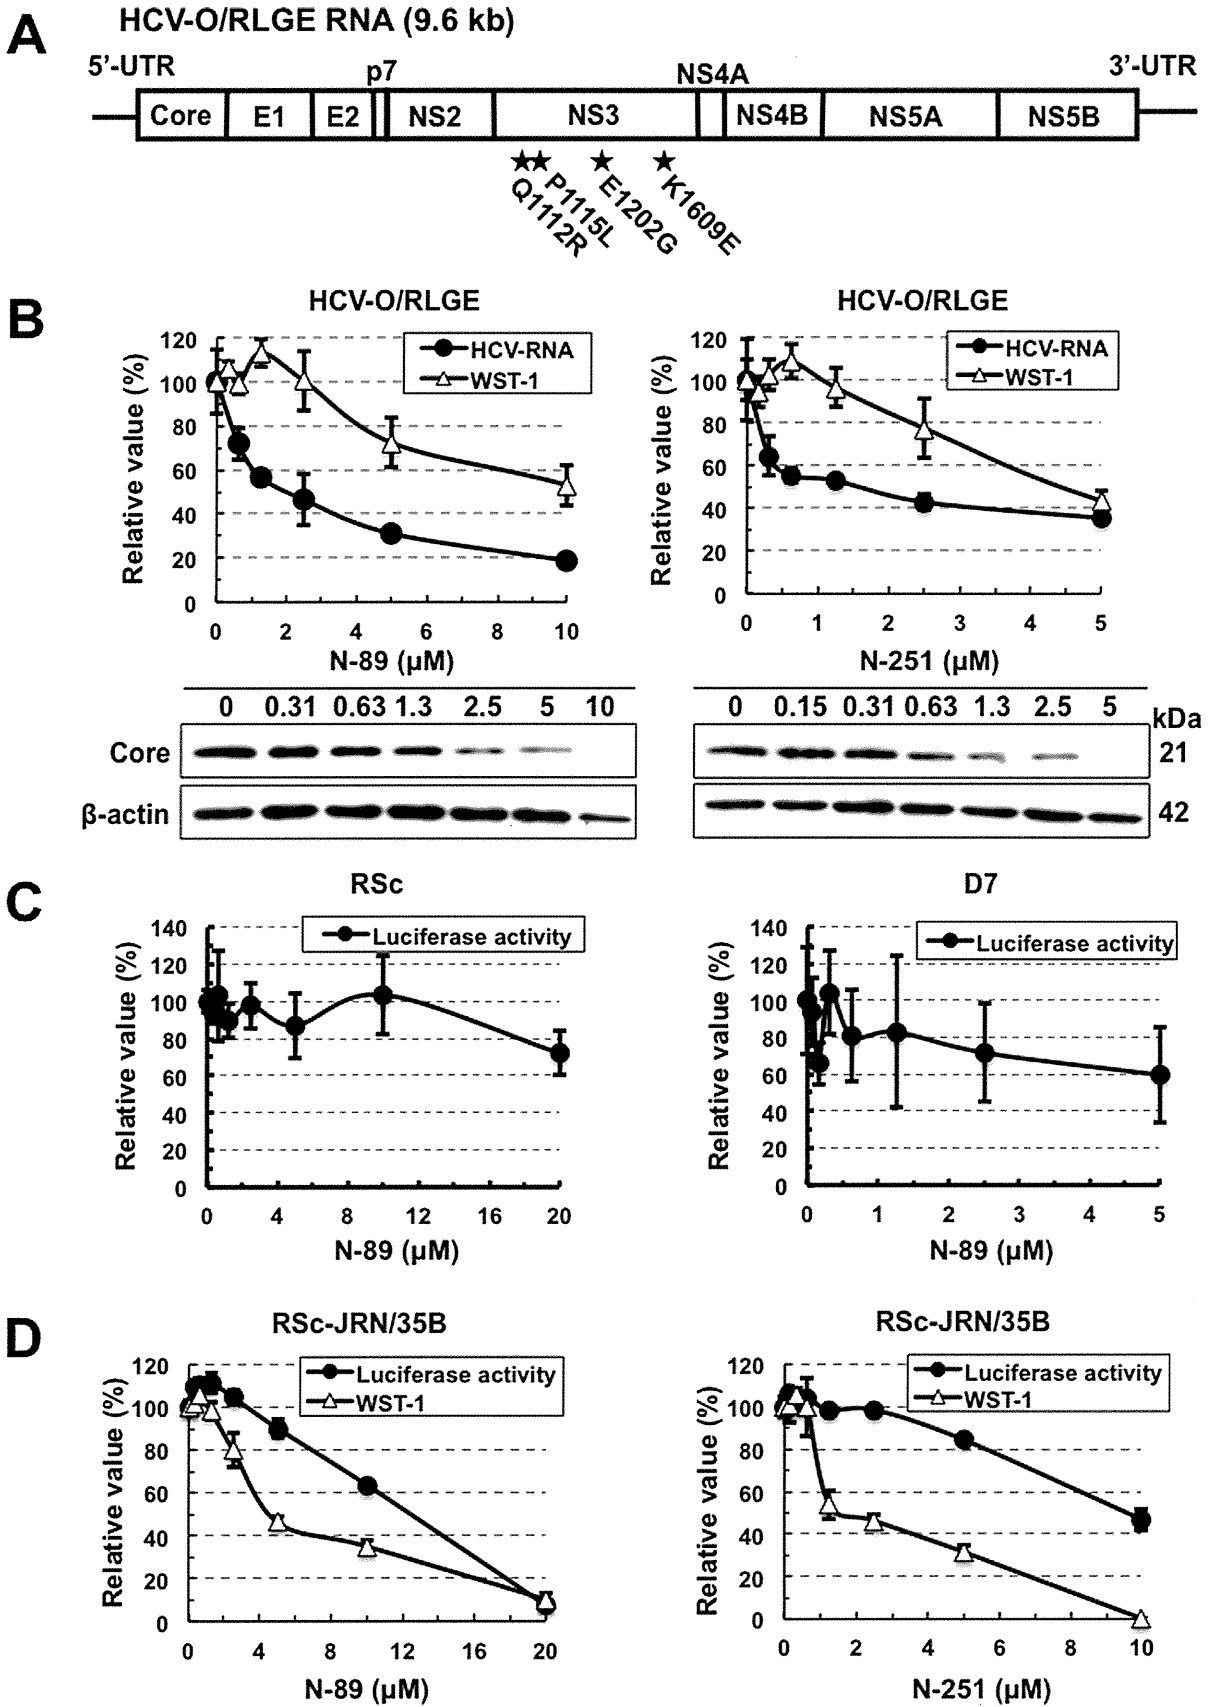 A
HCV-O/RLGE RNA (9.6 kb)
5’-UTR
p7
NS4A
3’-UTR
Core E1 E2 NS2 NS3 NS4B NS5A NS5B
★★ ★ ★
Q1112R P1115L E1202G K1609E
B
HCV-O/RLGE
Relative value (%)
120
100
80
60
40
20
0
HCV-RNA
WST-1
0 2 4 6 8 10
N-89 (µM)
HCV-O/RLGE
Relative value (%)
120
100
80
60
40
20
0
HCV-RNA
WST-1
0 1 2 3 4 5
N-251 (µM)
0 0.31 0.63 1.3 2.5 5 10
0 0.15 0.31 0.63 1.3 2.5 5
kDa
Core
21
β-actin
42
C
RSc
Relative value (%)
140
120
100
80
60
40
20
0
Luciferase activity
0 4 8 12 16 20
N-89 (µM)
D7
Relative value (%)
140
120
100
80
60
40
20
0
Luciferase activity
0 1 2 3 4 5
N-89 (µM)
D
RSc-JRN/35B
Relative value (%)
120
100
80
60
40
20
0
Luciferase activity
WST-1
0 4 8 12 16 20
N-89 (µM)
RSc-JRN/35B
Relative value (%)
120
100
80
60
40
20
0
Luciferase activity
WST-1
0 2 4 6 8 10
N-251 (µM)